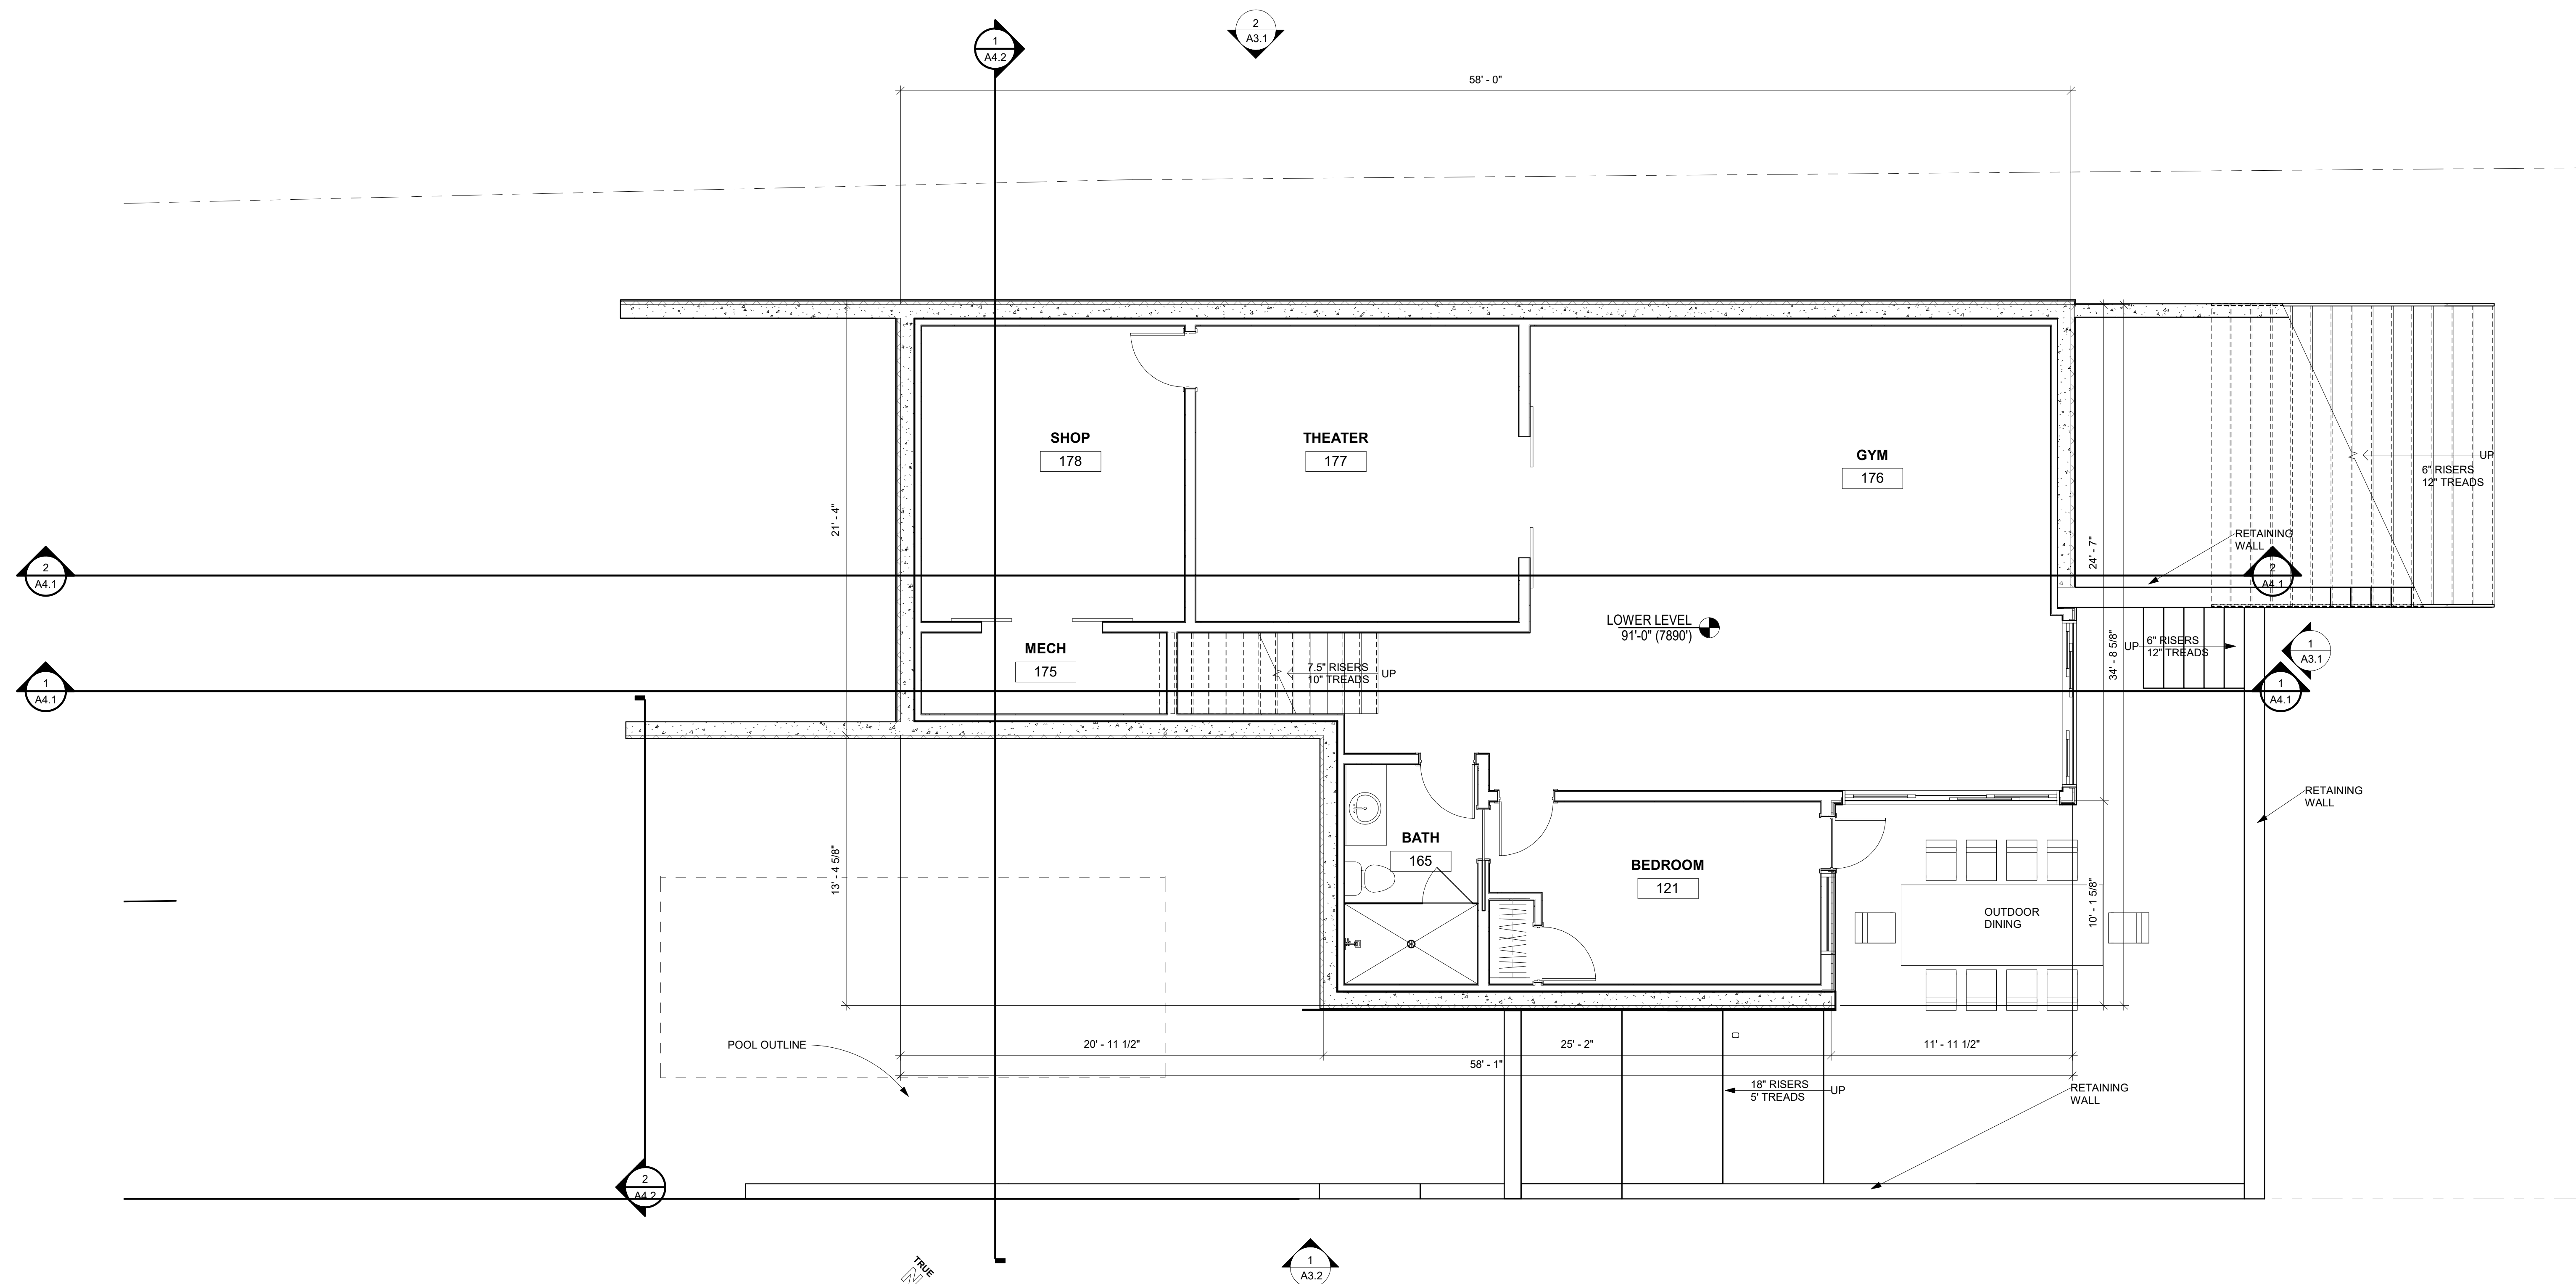 2
A3.1
1
A4.2
58' - 0"
SHOP
178
THEATER
177
GYM
176
UP
6" RISERS
12" TREADS
21' - 4"
24' - 7"
RETAINING
WALL
2
A4.1
2
A4.1
LOWER LEVEL
91'-0" (7890')
MECH
175
7.5" RISERS
10" TREADS
UP
34' - 8 5/8"
UP
6" RISERS
12" TREADS
1
A3.1
1
A4.1
1
A4.1
RETAINING
WALL
BATH
165
BEDROOM
121
13' - 4 5/8"
10' - 1 5/8"
OUTDOOR
DINING
POOL OUTLINE
20' - 11 1/2"
25' - 2"
11' - 11 1/2"
58' - 1"
18" RISERS
5' TREADS
UP
RETAINING
WALL
2
A4.2
TRUE
N
1
A3.2